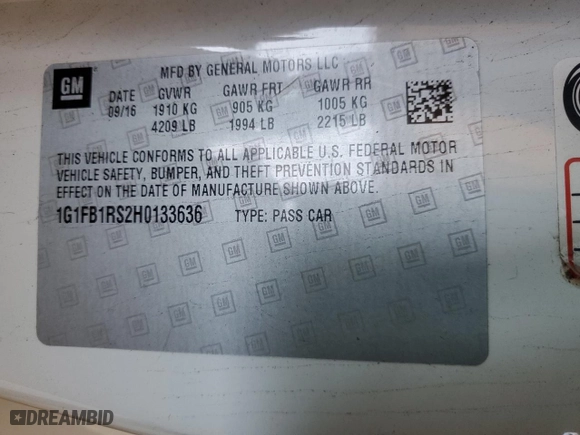 GM
MFD BY GENERAL MOTORS LLC
DATE GVWR GAWR FRT GAWR RR
09/16 1910 KG 905 KG 1005 KG
4209 LB 1994 LB 2215 LB
THIS VEHICLE CONFORMS TO ALL APPLICABLE U.S. FEDERAL MOTOR
VEHICLE SAFETY, BUMPER, AND THEFT PREVENTION STANDARDS IN
EFFECT ON THE DATE OF MANUFACTURE SHOWN ABOVE.
1G1FB1RS2H0133636 TYPE: PASS CAR
DREAMBID